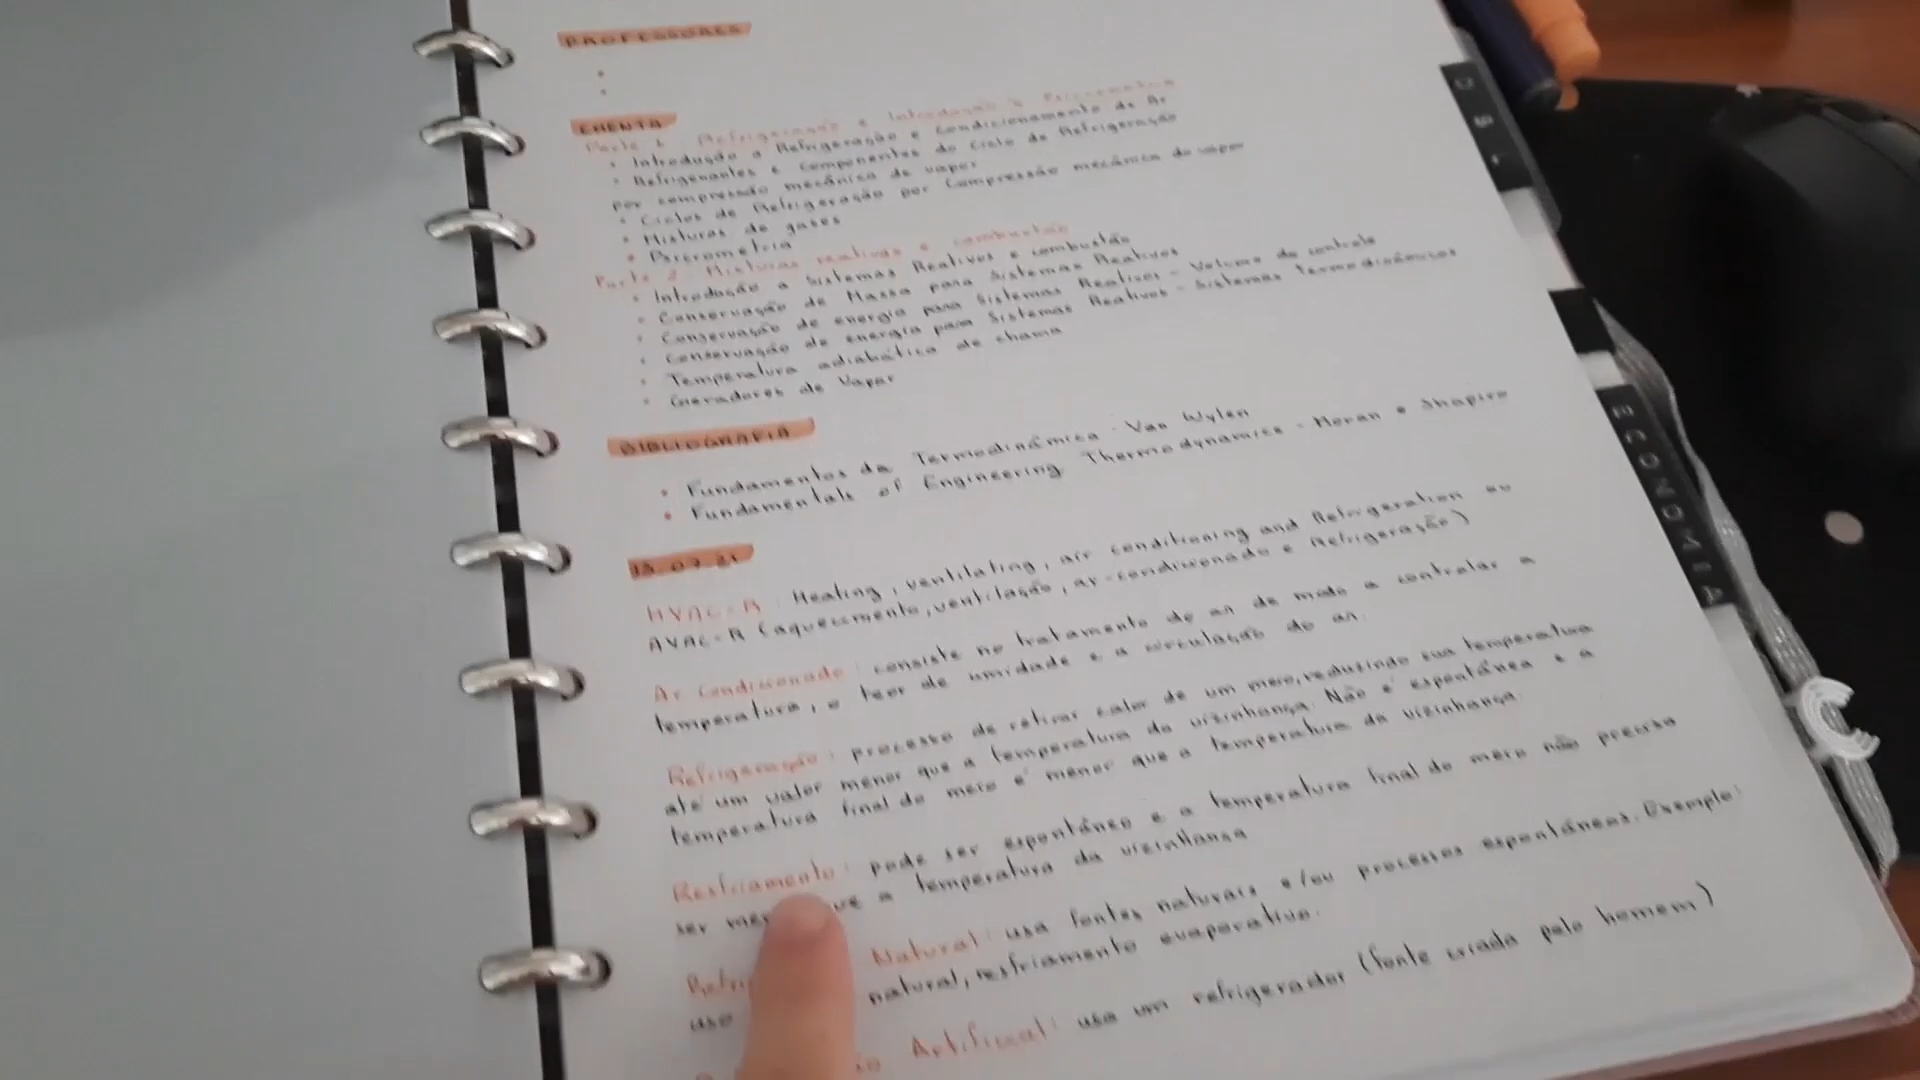 PROFESSORES
EMENTA
Parte 1: Refrigeração e Introdução à Psicrometria
• Introdução a Refrigeração e Condicionamento de Ar
• Refrigerantes e componentes do Ciclo de Refrigeração
por compressão mecânica de vapor
• Ciclos de Refrigeração por Compressão mecânica de vapor
• Misturas de gases
• Psicrometria
Parte 2: Misturas reativas e combustão
• Introdução a Sistemas Reativos e combustão
• Conservação de Massa para Sistemas Reativos
• Conservação de energia para Sistemas Reativos - Volume de controle
• Conservação de energia para Sistemas Reativos - Sistemas Termodinâmicos
• Temperatura adiabática de chama
• Geradores de Vapor
BIBLIOGRAFIA
• Fundamentos da Termodinâmica - Van Wylen
• Fundamentals of Engineering Thermodynamics - Moran e Shapiro
13.07.21
HVAC-R: Heating, ventilating, air conditioning and Refrigeration ou
AVAC-R (aquecimento, ventilação, ar-condicionado e Refrigeração)
Ar Condicionado: consiste no tratamento do ar de modo a controlar a
temperatura, o teor de umidade e a circulação do ar.
Refrigeração: processo de retirar calor de um meio, reduzindo sua temperatura
até um valor menor que a temperatura da vizinhança. Não é espontânea e a
temperatura final do meio é menor que a temperatura da vizinhança.
Resfriamento: pode ser espontâneo e a temperatura final do meio não precisa
ser a temperatura da vizinhança
Natural: usa fontes naturais e/ou processos espontâneos. Exemplo:
uso natural, resfriamento evaporativo.
Artificial: usa um refrigerador (fonte criada pelo homem)
ECONOMIA